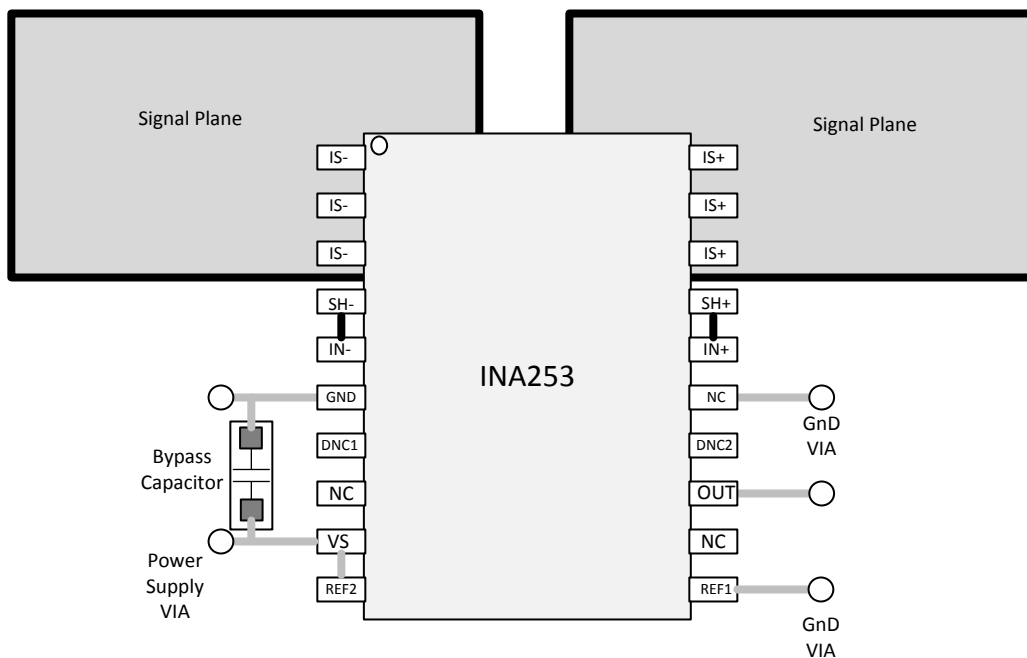 Signal Plane
Signal Plane
IS-
IS+
IS-
IS+
IS-
IS+
SH-
SH+
IN-
IN+
INA253
GND
NC
GnD
VIA
DNC1
DNC2
Bypass
Capacitor
NC
OUT
VS
NC
Power
Supply
VIA
REF2
REF1
GnD
VIA